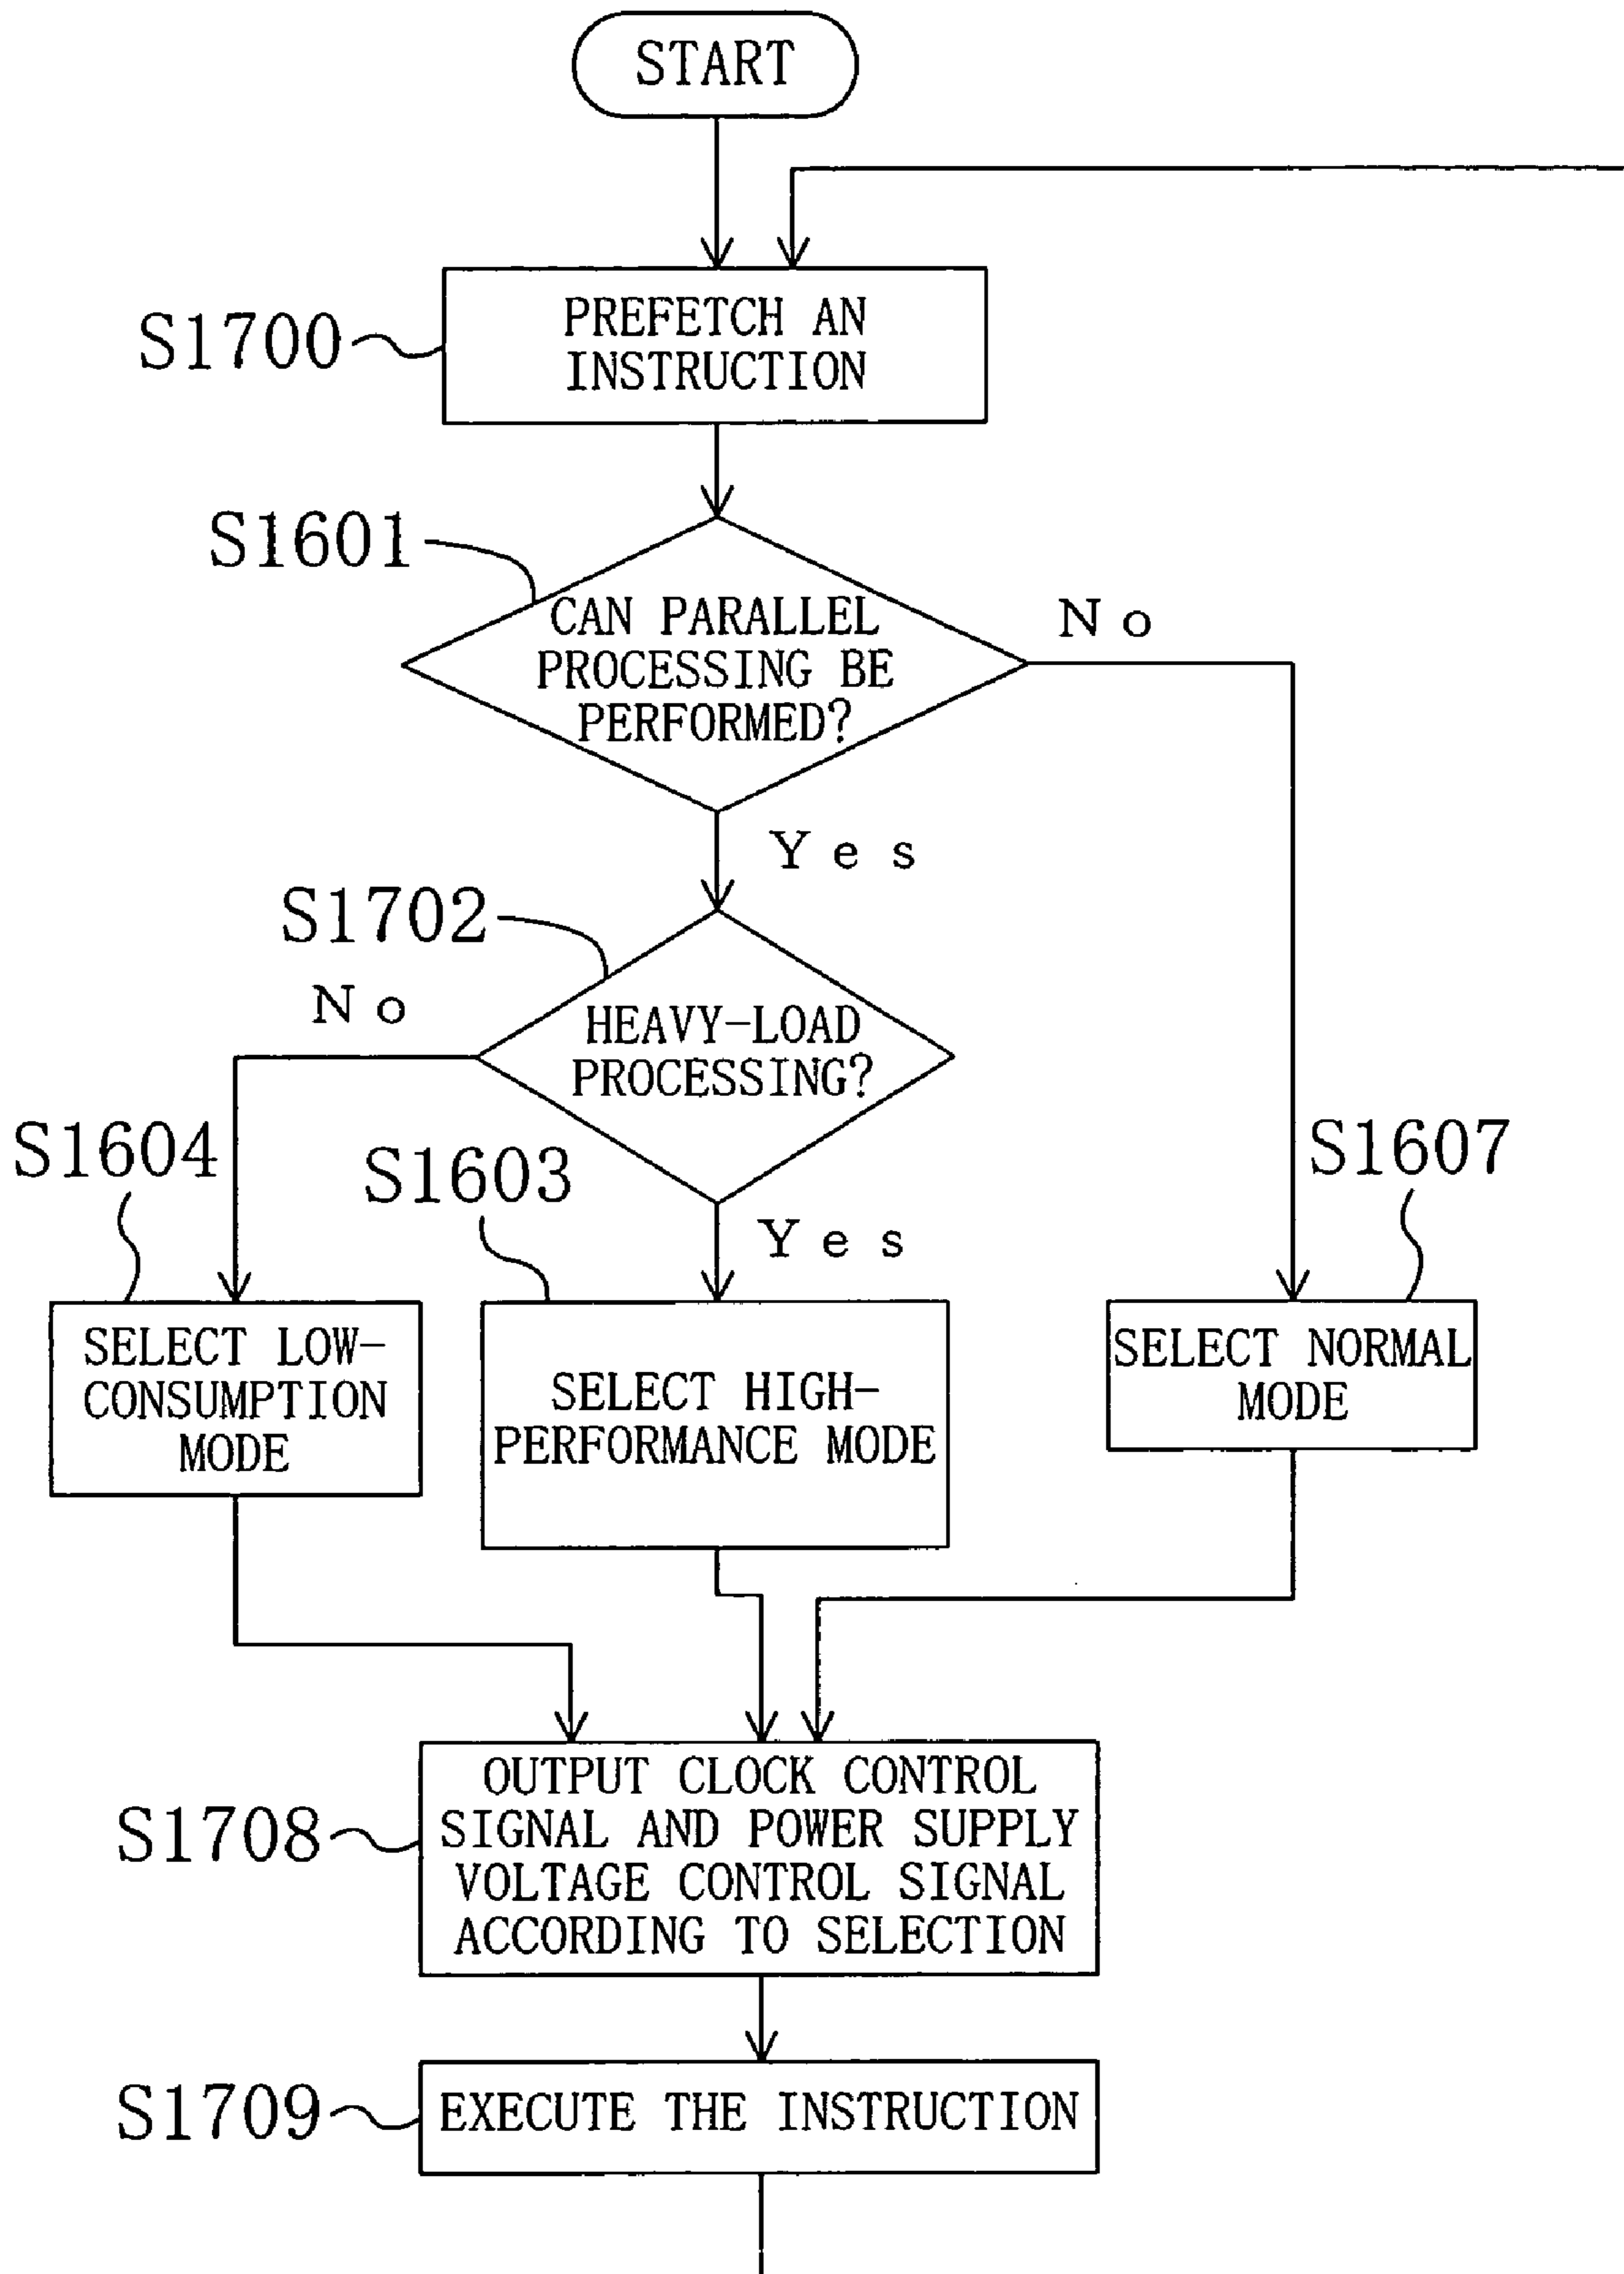 START
S1700
PREFETCH AN
INSTRUCTION
S1601
CAN PARALLEL
PROCESSING BE
PERFORMED?
No
Yes
S1702
No
HEAVY-LOAD
PROCESSING?
S1604
S1603
Yes
S1607
SELECT LOW-
CONSUMPTION
MODE
SELECT HIGH-
PERFORMANCE MODE
SELECT NORMAL
MODE
S1708
OUTPUT CLOCK CONTROL
SIGNAL AND POWER SUPPLY
VOLTAGE CONTROL SIGNAL
ACCORDING TO SELECTION
S1709
EXECUTE THE INSTRUCTION